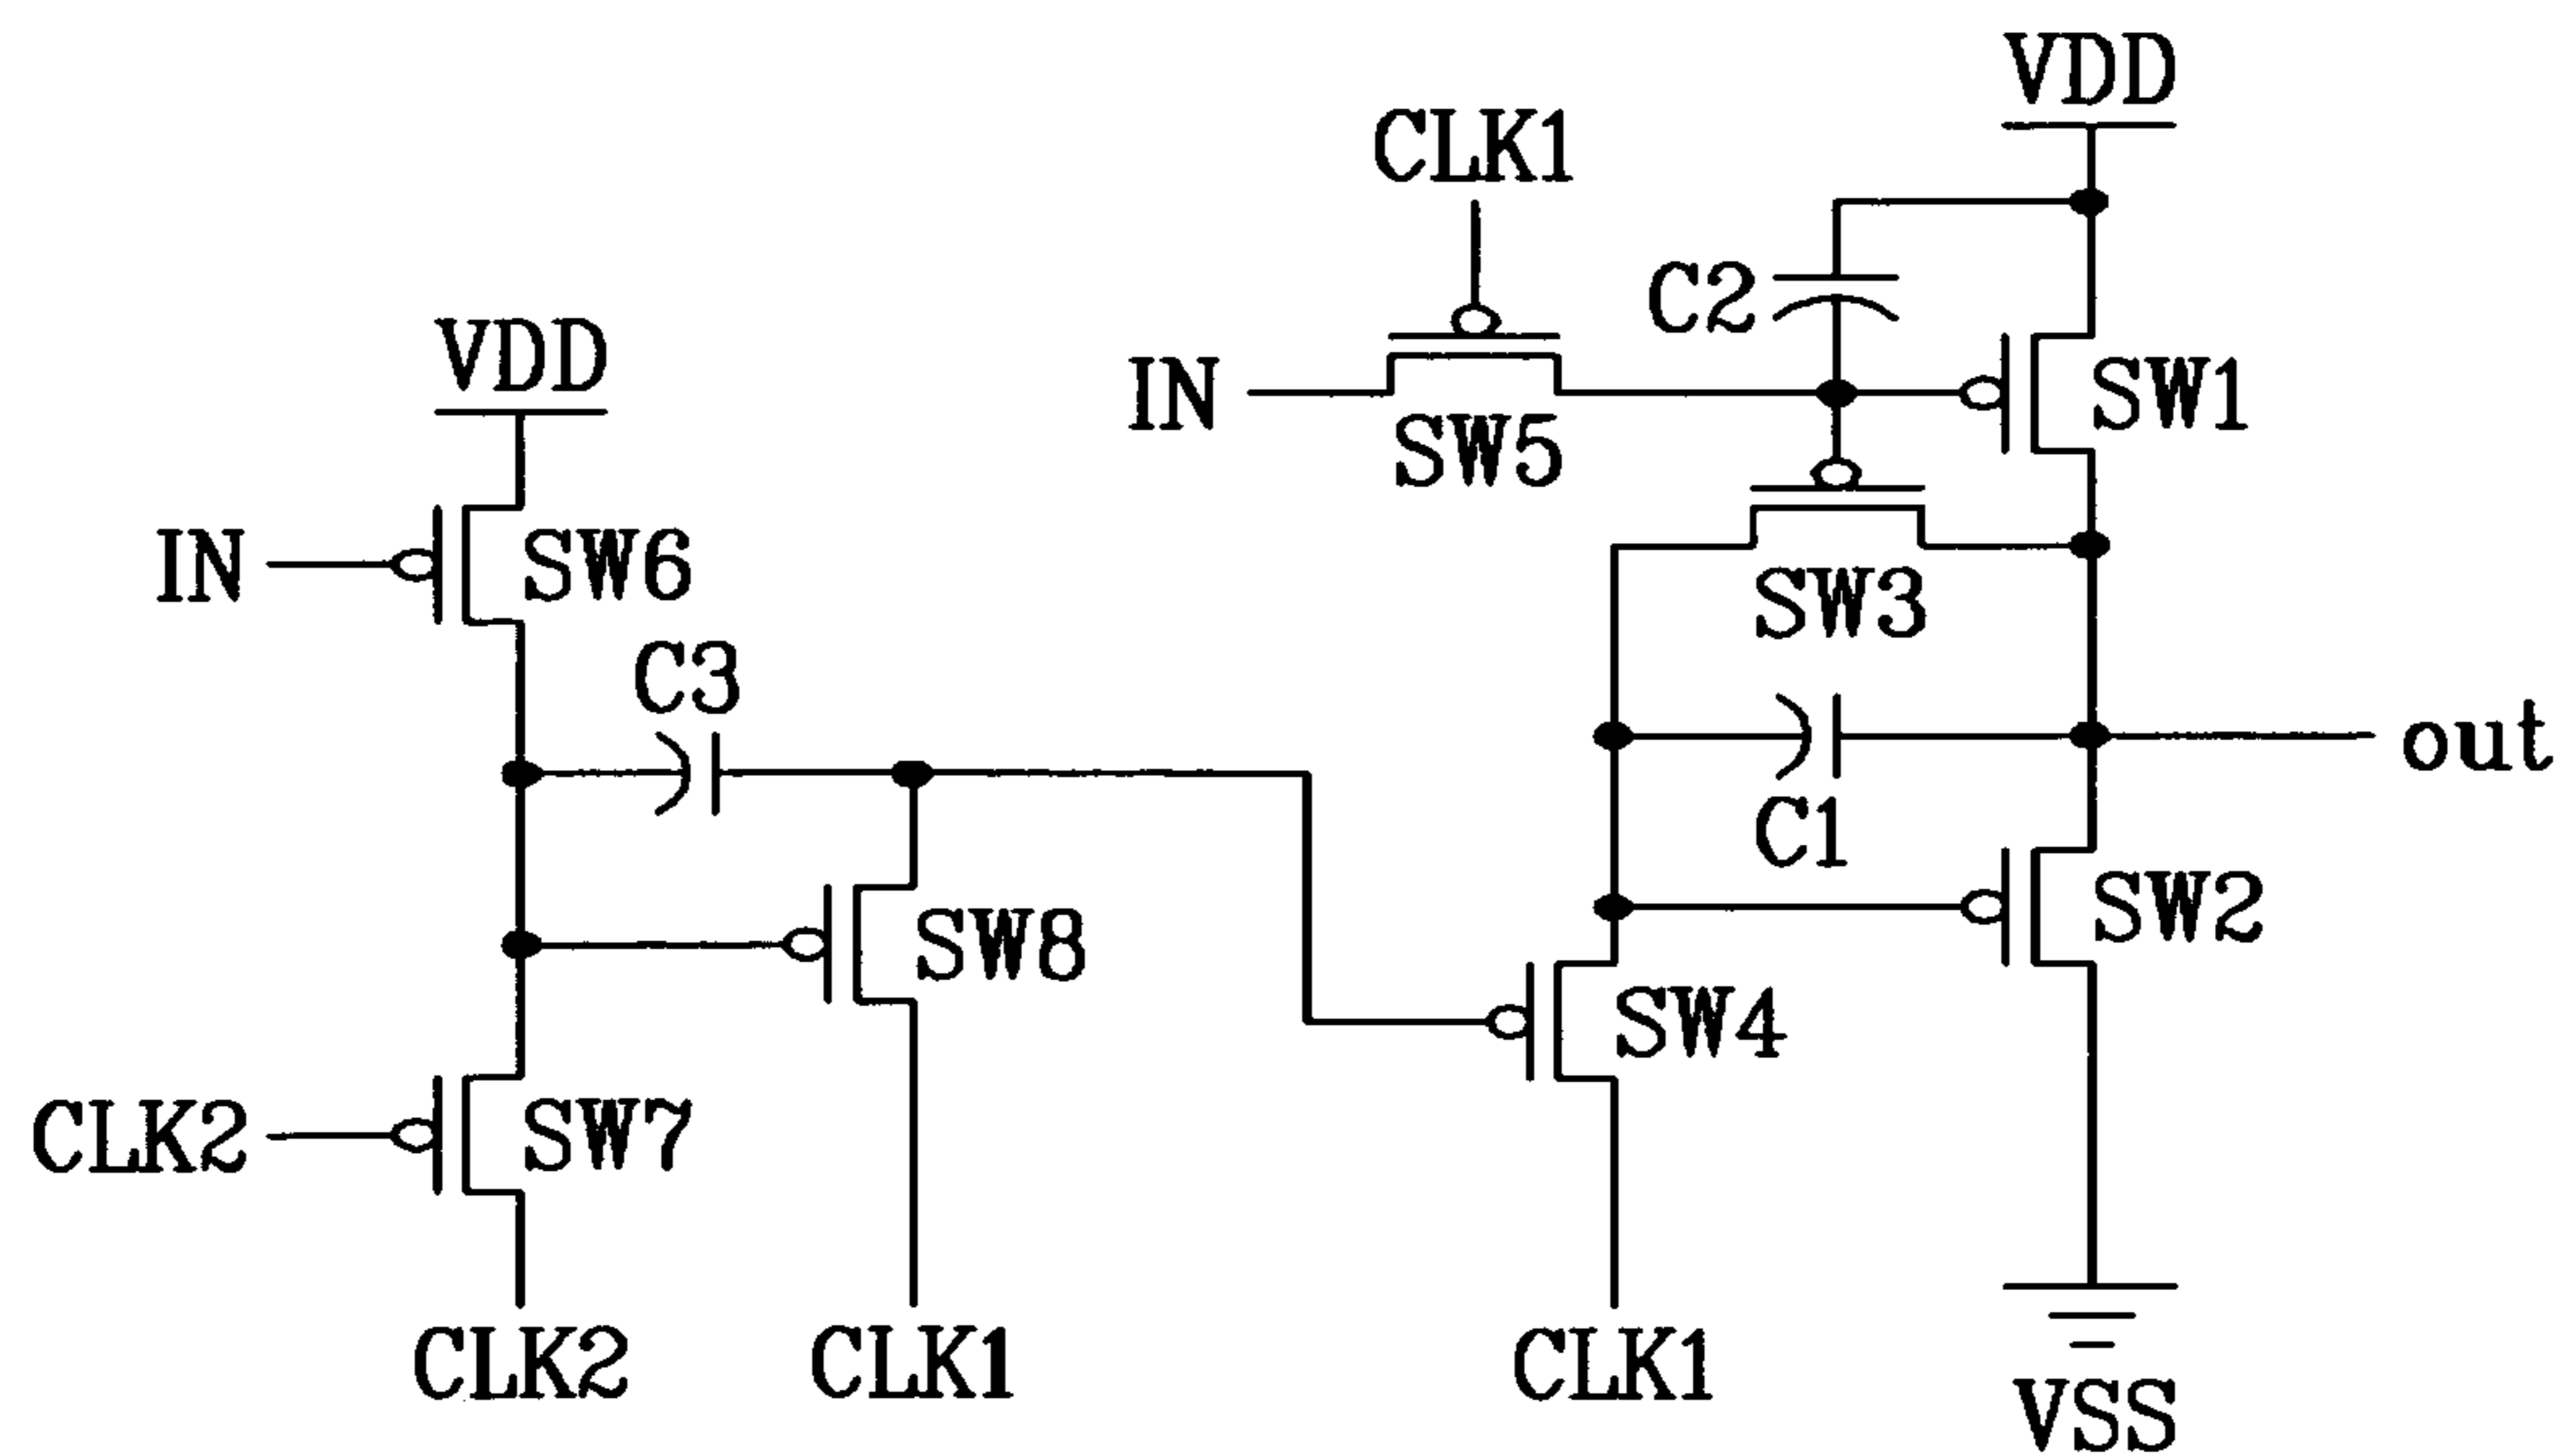 VDD
CLK1
C2
VDD
IN
SW1
SW5
IN
SW6
SW3
C3
out
C1
SW8
SW2
SW4
CLK2
SW7
CLK2
CLK1
CLK1
VSS